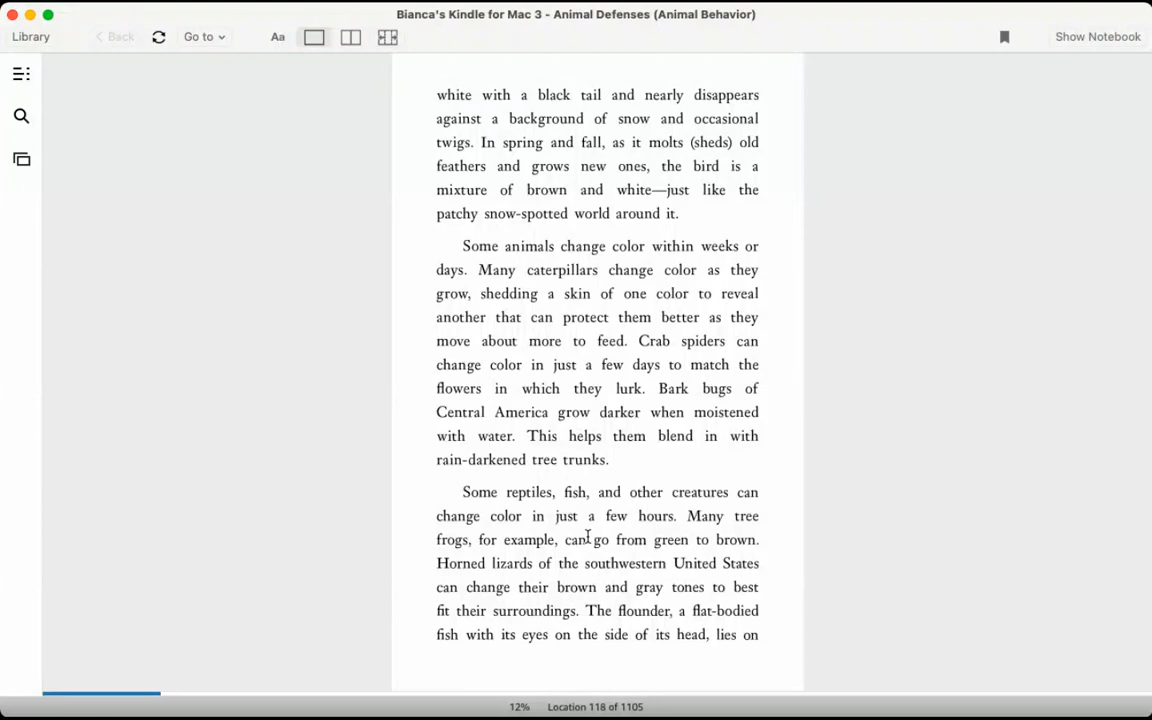 Bianca's Kindle for Mac 3 - Animal Defenses (Animal Behavior)
Library Back Go to Aa Show Notebook
white with a black tail and nearly disappears
against a background of snow and occasional
twigs. In spring and fall, as it molts (sheds) old
feathers and grows new ones, the bird is a
mixture of brown and white—just like the
patchy snow-spotted world around it.
Some animals change color within weeks or
days. Many caterpillars change color as they
grow, shedding a skin of one color to reveal
another that can protect them better as they
move about more to feed. Crab spiders can
change color in just a few days to match the
flowers in which they lurk. Bark bugs of
Central America grow darker when moistened
with water. This helps them blend in with
rain-darkened tree trunks.
Some reptiles, fish, and other creatures can
change color in just a few hours. Many tree
frogs, for example, can go from green to brown.
Horned lizards of the southwestern United States
can change their brown and gray tones to best
fit their surroundings. The flounder, a flat-bodied
fish with its eyes on the side of its head, lies on
12% Location 118 of 1105